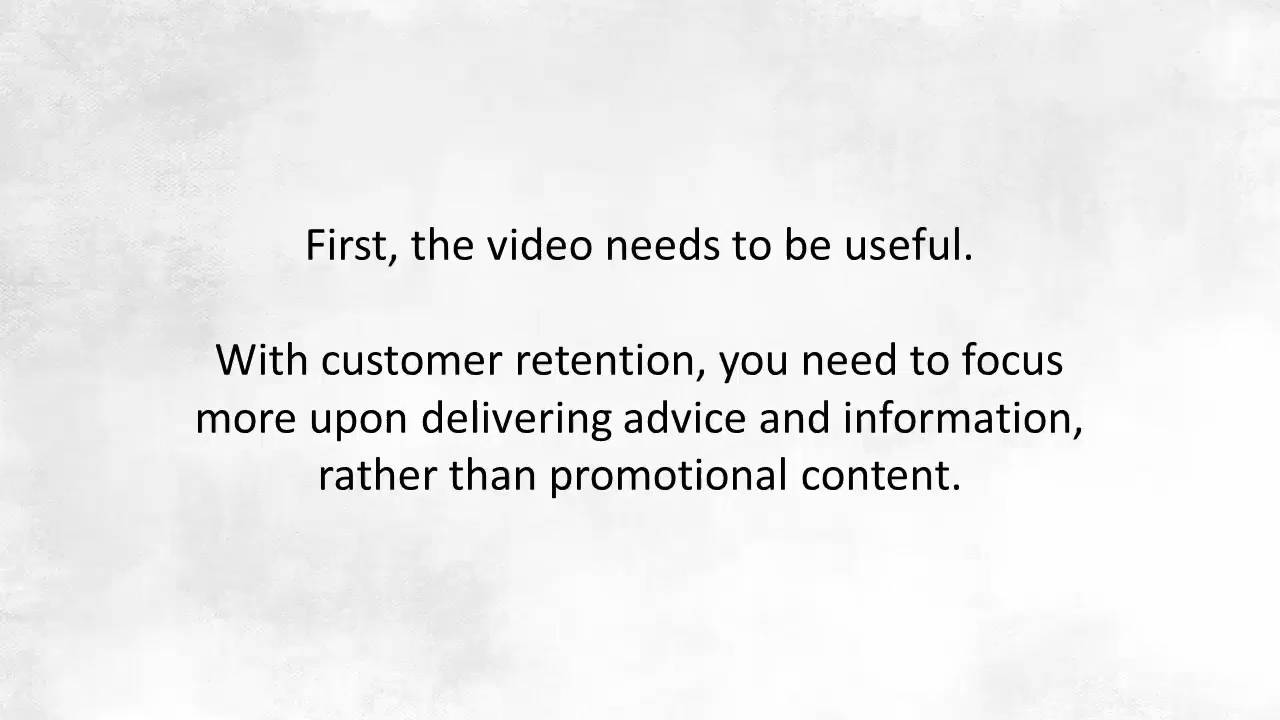 First, the video needs to be useful.
With customer retention, you need to focus
more upon delivering advice and information,
rather than promotional content.